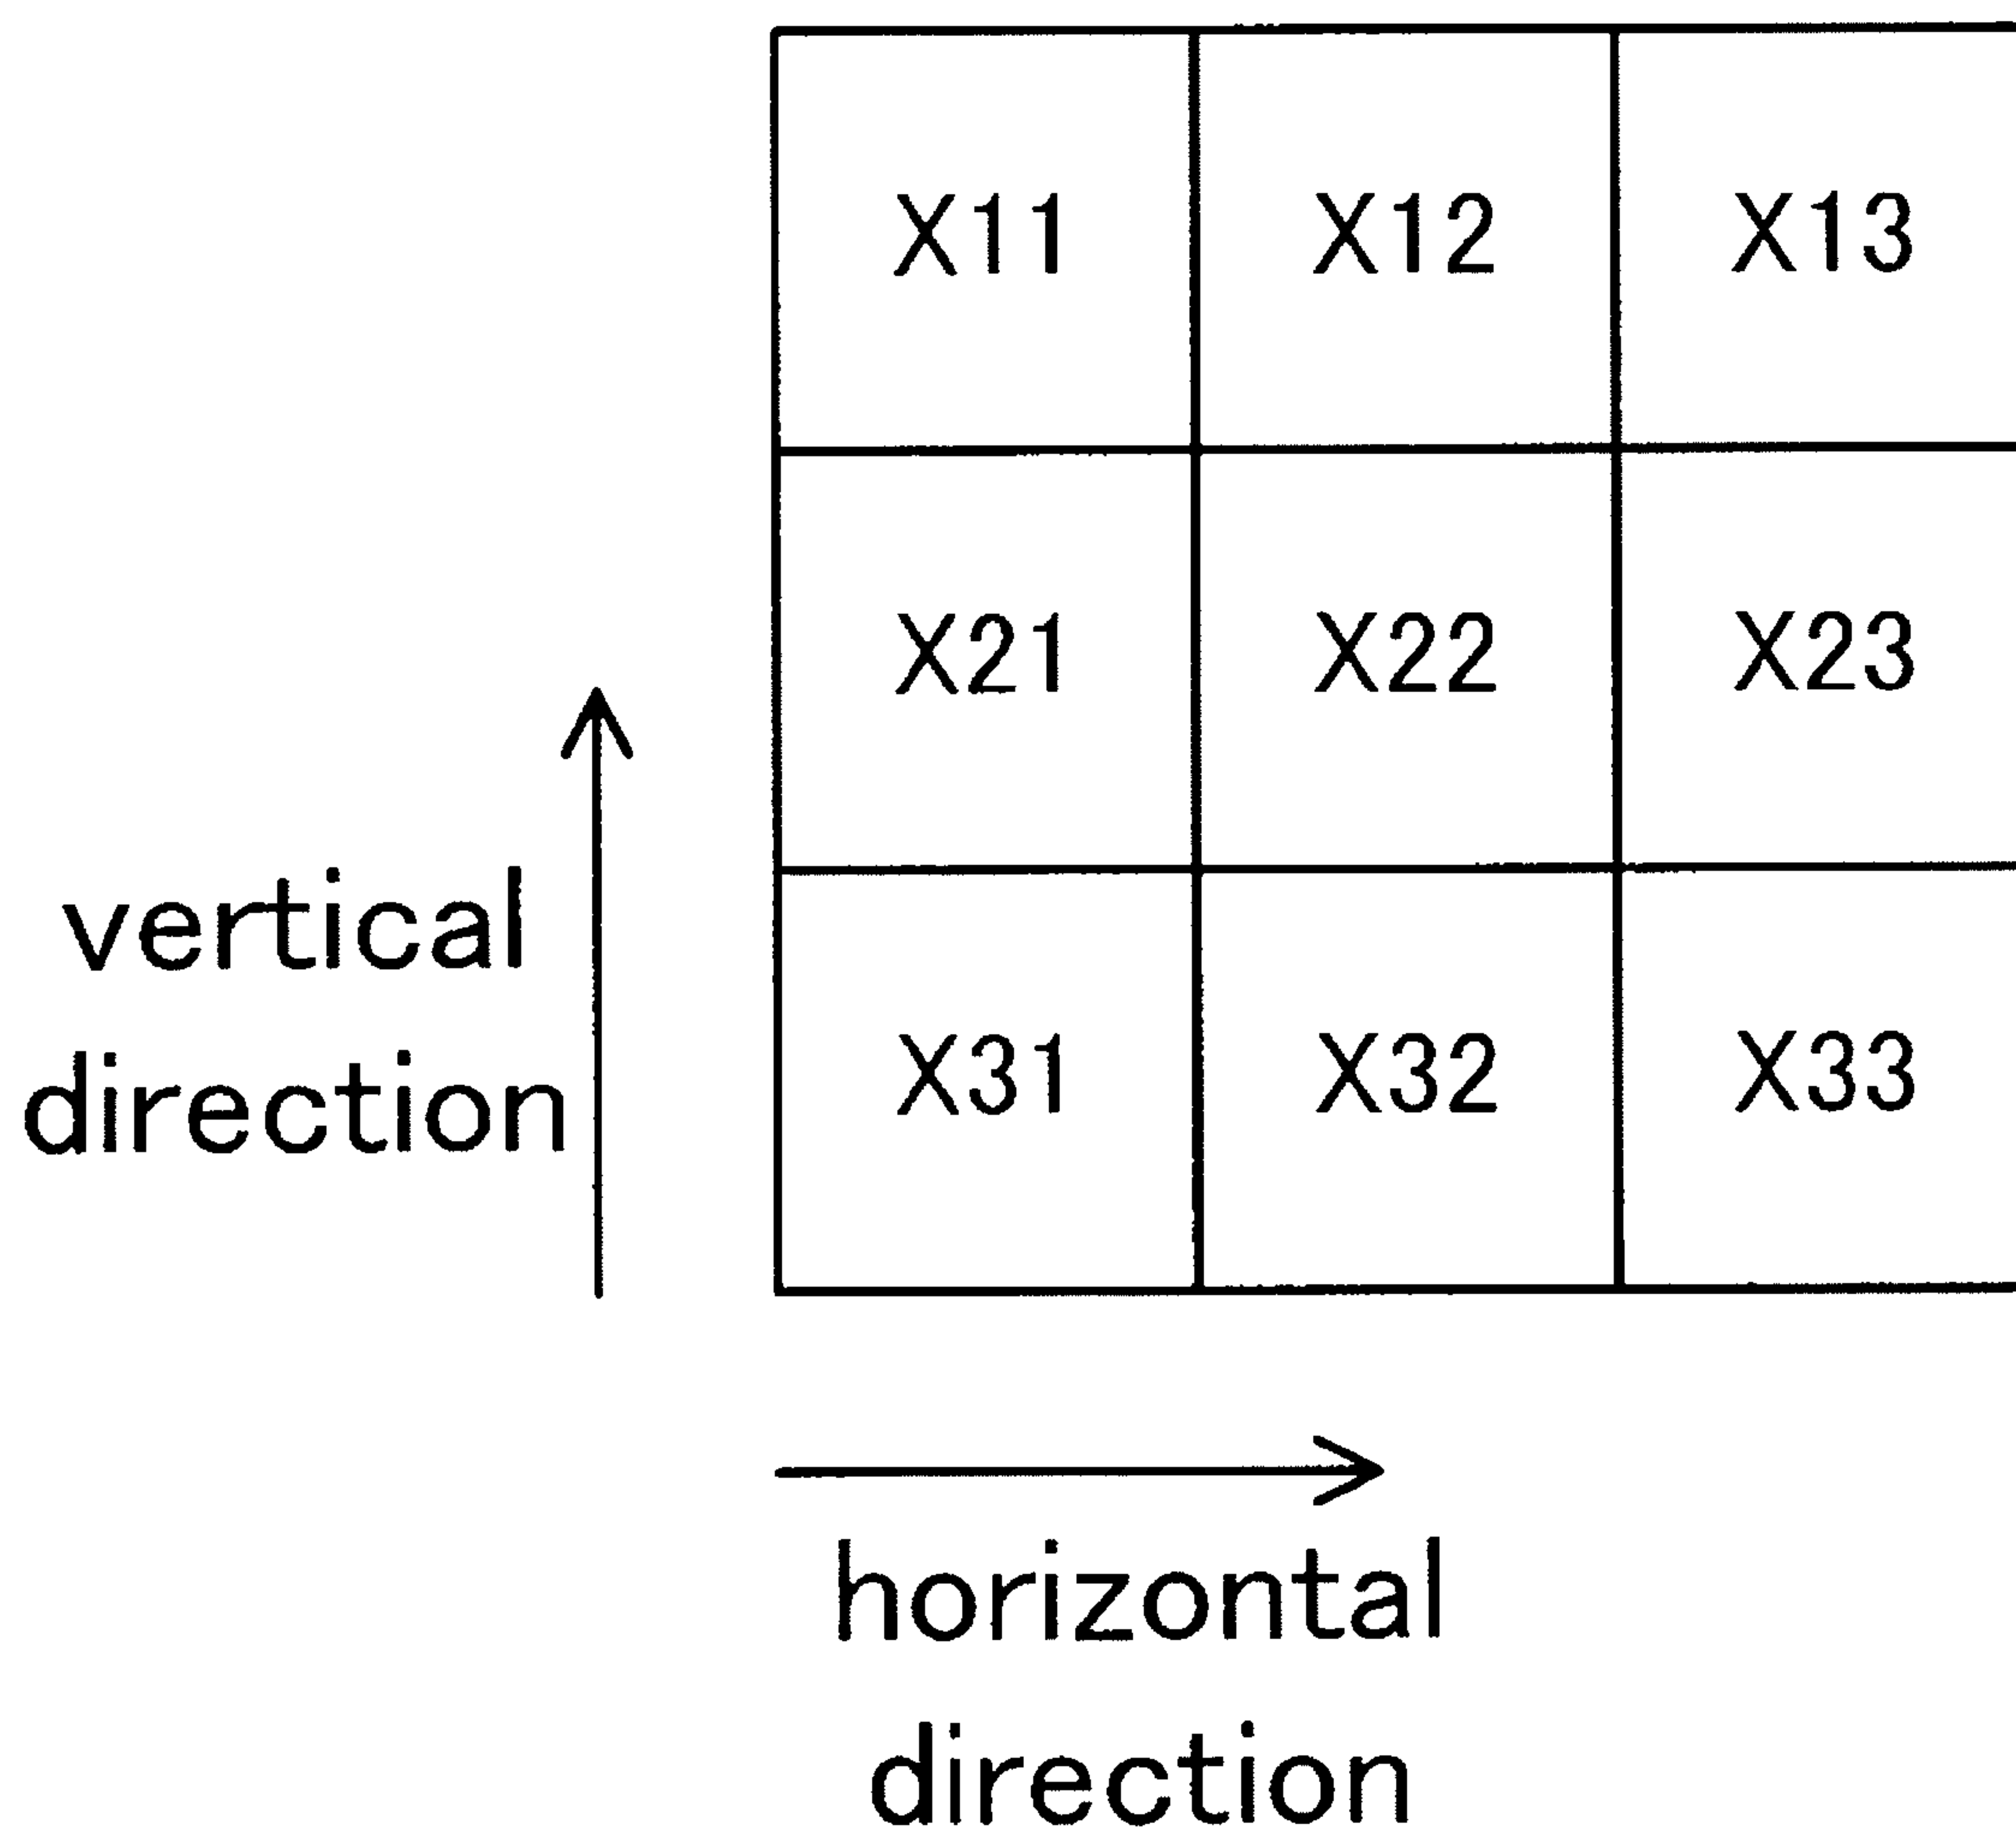 X11 X12 X13
X21 X22 X23
vertical
direction
X31 X32 X33
horizontal
direction